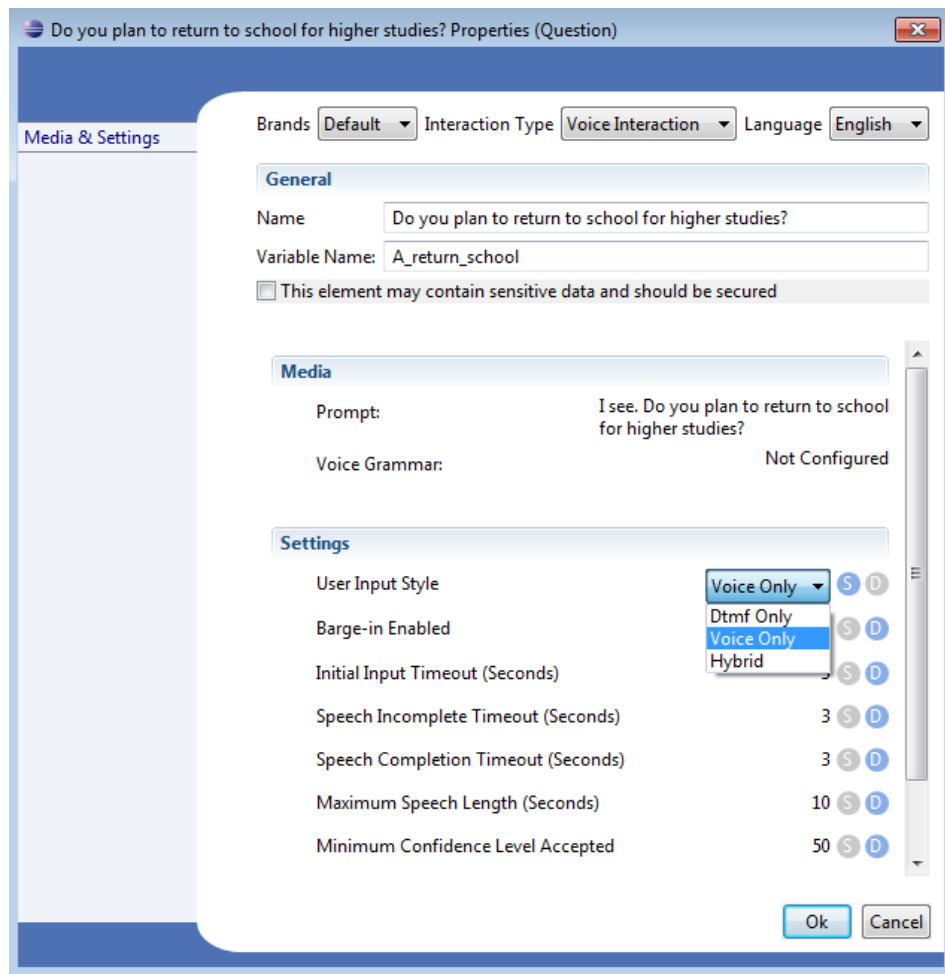 Do you plan to return to school for higher studies? Properties (Question)
Media & Settings
Brands Default Interaction Type Voice Interaction Language English
General
Name Do you plan to return to school for higher studies?
Variable Name: A_return_school
This element may contain sensitive data and should be secured
Media
Prompt: I see. Do you plan to return to school
for higher studies?
Voice Grammar: Not Configured
Settings
User Input Style Voice Only S D
Dtmf Only
Barge-in Enabled S D
Voice Only
Hybrid
Initial Input Timeout (Seconds) S D
Speech Incomplete Timeout (Seconds) 3 S D
Speech Completion Timeout (Seconds) 3 S D
Maximum Speech Length (Seconds) 10 S D
Minimum Confidence Level Accepted 50 S D
Ok Cancel